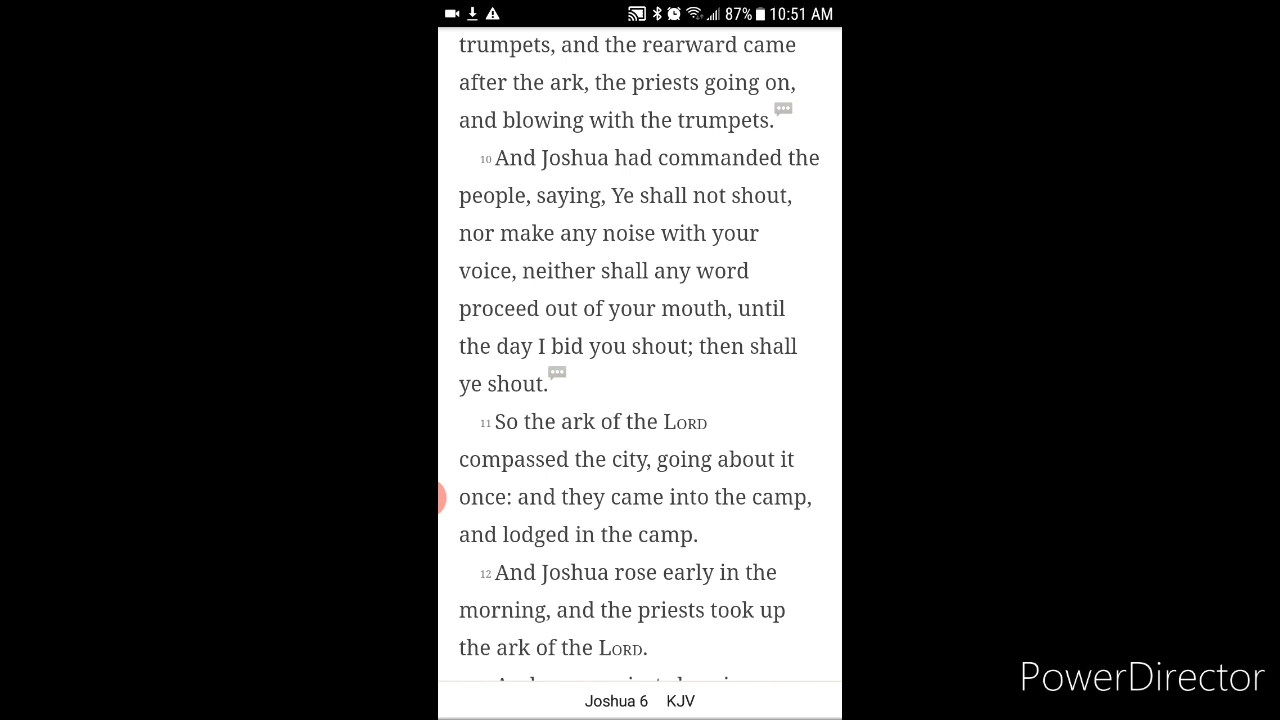 87% 10:51 AM
trumpets, and the rearward came
after the ark, the priests going on,
and blowing with the trumpets.
10 And Joshua had commanded the
people, saying, Ye shall not shout,
nor make any noise with your
voice, neither shall any word
proceed out of your mouth, until
the day I bid you shout; then shall
ye shout.
11 So the ark of the LORD
compassed the city, going about it
once: and they came into the camp,
and lodged in the camp.
12 And Joshua rose early in the
morning, and the priests took up
the ark of the LORD.
Joshua 6 KJV
PowerDirector